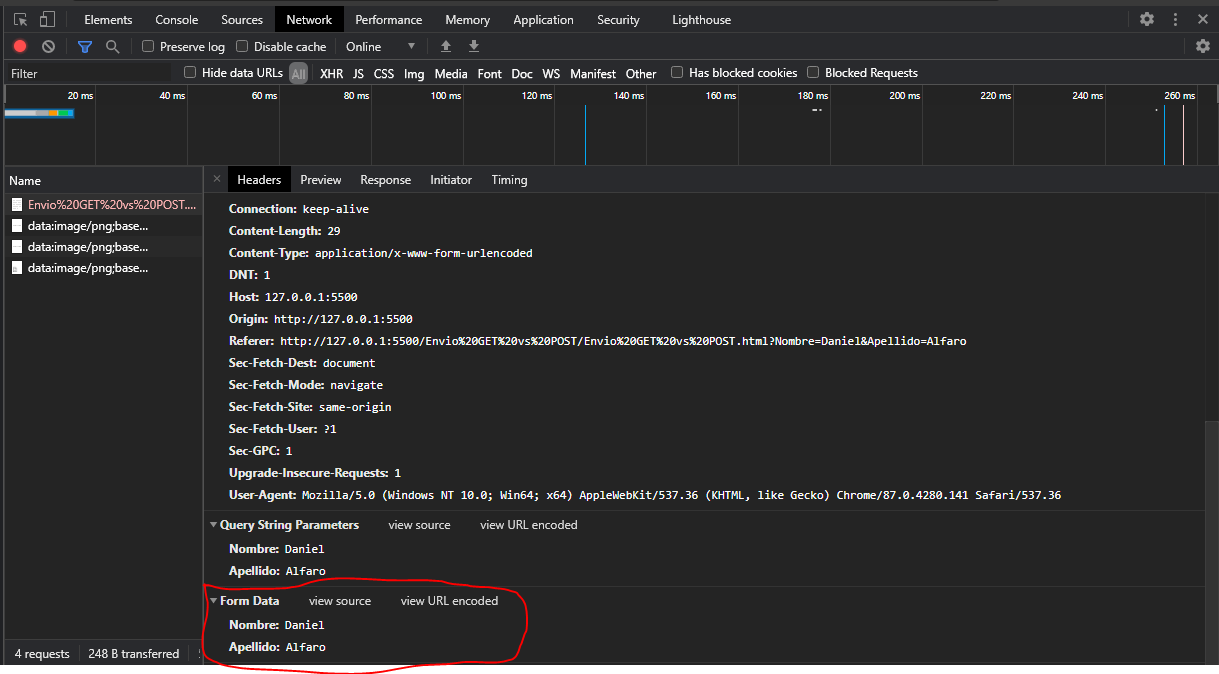 Elements Console Sources Network Performance Memory Application Security Lighthouse
Preserve log Disable cache Online
Filter Hide data URLs All XHR JS CSS Img Media Font Doc WS Manifest Other Has blocked cookies Blocked Requests
20 ms 40 ms 60 ms 80 ms 100 ms 120 ms 140 ms 160 ms 180 ms 200 ms 220 ms 240 ms 260 ms
Name
Envio%20GET%20vs%20POST....
data:image/png;base...
data:image/png;base...
data:image/png;base...
Headers Preview Response Initiator Timing
Connection: keep-alive
Content-Length: 29
Content-Type: application/x-www-form-urlencoded
DNT: 1
Host: 127.0.0.1:5500
Origin: http://127.0.0.1:5500
Referer: http://127.0.0.1:5500/Envio%20GET%20vs%20POST/Envio%20GET%20vs%20POST.html?Nombre=Daniel&Apellido=Alfaro
Sec-Fetch-Dest: document
Sec-Fetch-Mode: navigate
Sec-Fetch-Site: same-origin
Sec-Fetch-User: ?1
Sec-GPC: 1
Upgrade-Insecure-Requests: 1
User-Agent: Mozilla/5.0 (Windows NT 10.0; Win64; x64) AppleWebKit/537.36 (KHTML, like Gecko) Chrome/87.0.4280.141 Safari/537.36
Query String Parameters view source view URL encoded
Nombre: Daniel
Apellido: Alfaro
Form Data view source view URL encoded
Nombre: Daniel
Apellido: Alfaro
4 requests 248 B transferred